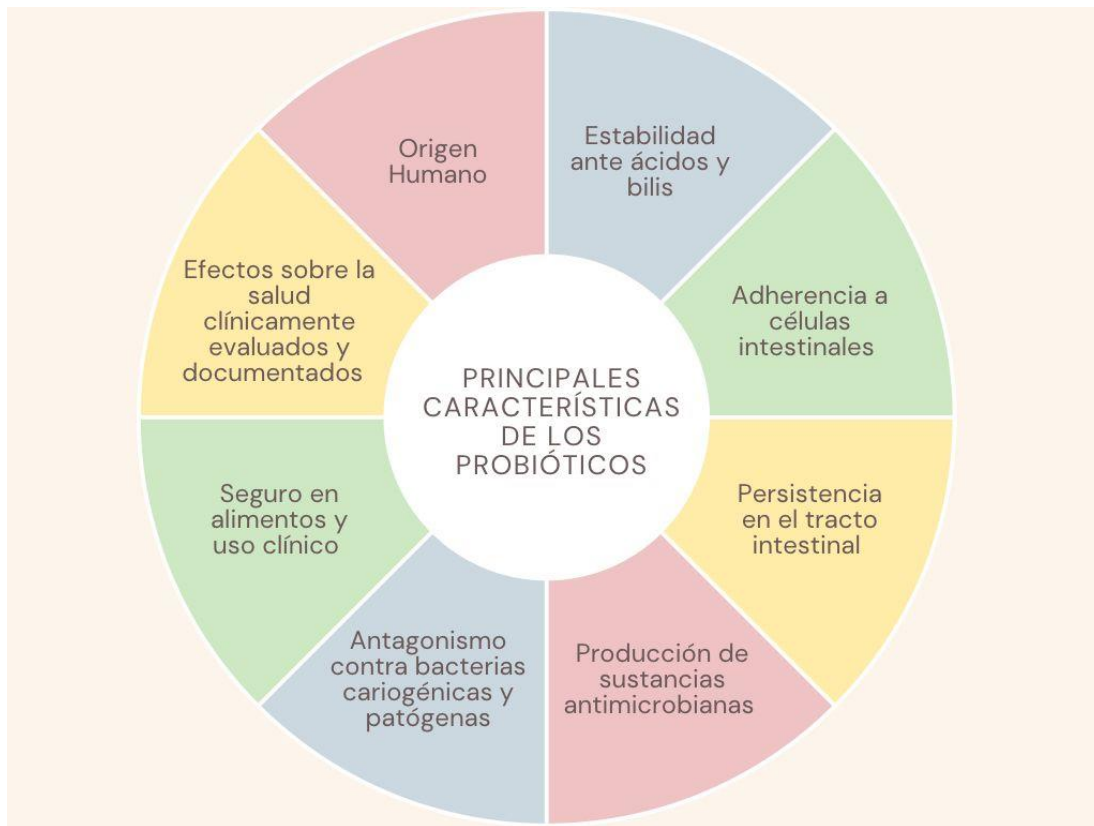 PRINCIPALES
CARACTERÍSTICAS
DE LOS
PROBIÓTICOS
Origen
Humano
Estabilidad
ante ácidos y
bilis
Adherencia a
células
intestinales
Persistencia
en el tracto
intestinal
Producción de
sustancias
antimicrobianas
Antagonismo
contra bacterias
cariogénicas y
patógenas
Seguro en
alimentos y
uso clínico
Efectos sobre la
salud
clínicamente
evaluados y
documentados